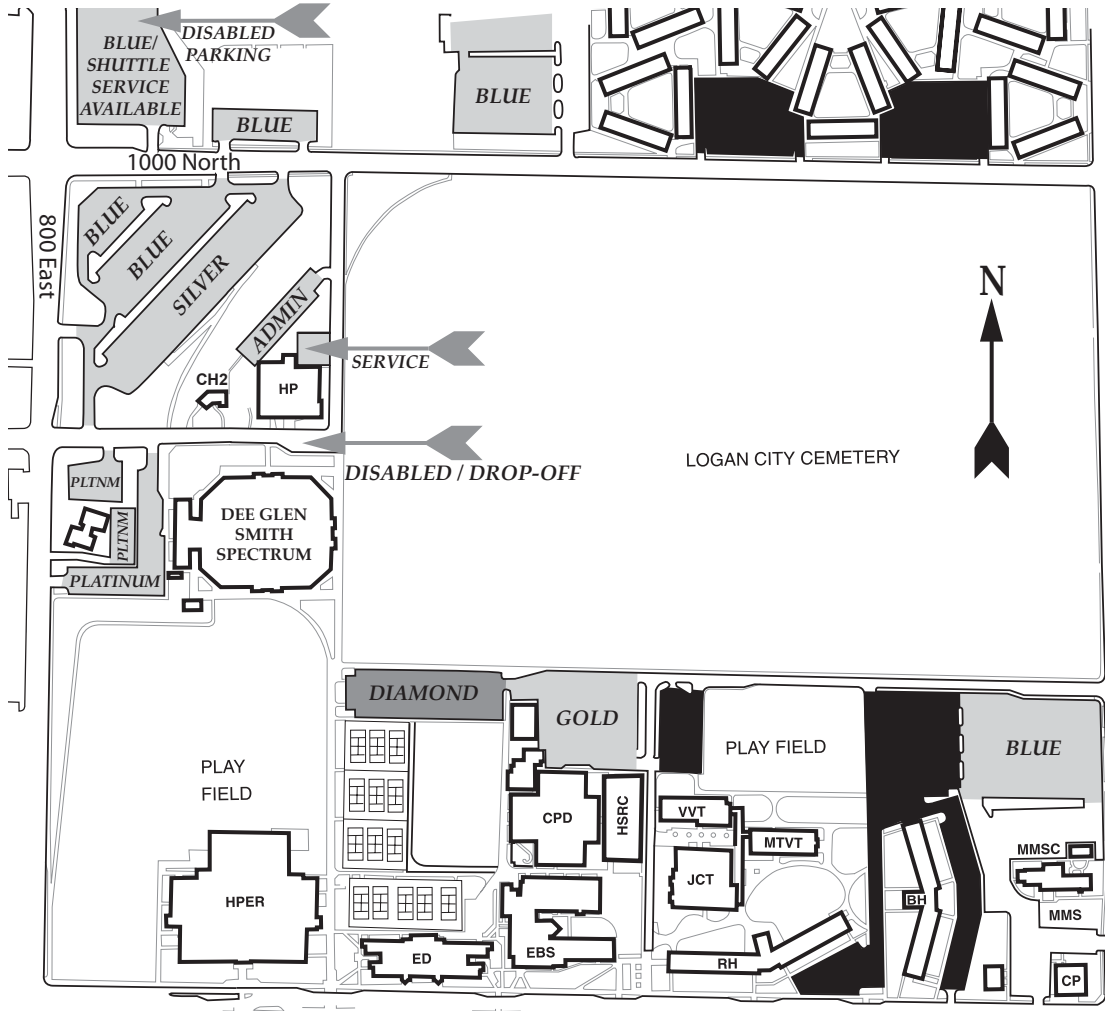 DISABLED
PARKING
BLUE/
SHUTTLE
SERVICE
AVAILABLE
BLUE
BLUE
1000 North
800 East
BLUE
BLUE
SILVER
ADMIN
SERVICE
CH2
HP
N
DISABLED / DROP-OFF
LOGAN CITY CEMETERY
PLTNM
PLTNM
PLATINUM
DEE GLEN
SMITH
SPECTRUM
DIAMOND
GOLD
PLAY FIELD
BLUE
PLAY
FIELD
CPD
HSRC
VVT
MTVT
JCT
MMSC
MMS
BH
HPER
ED
EBS
RH
CP